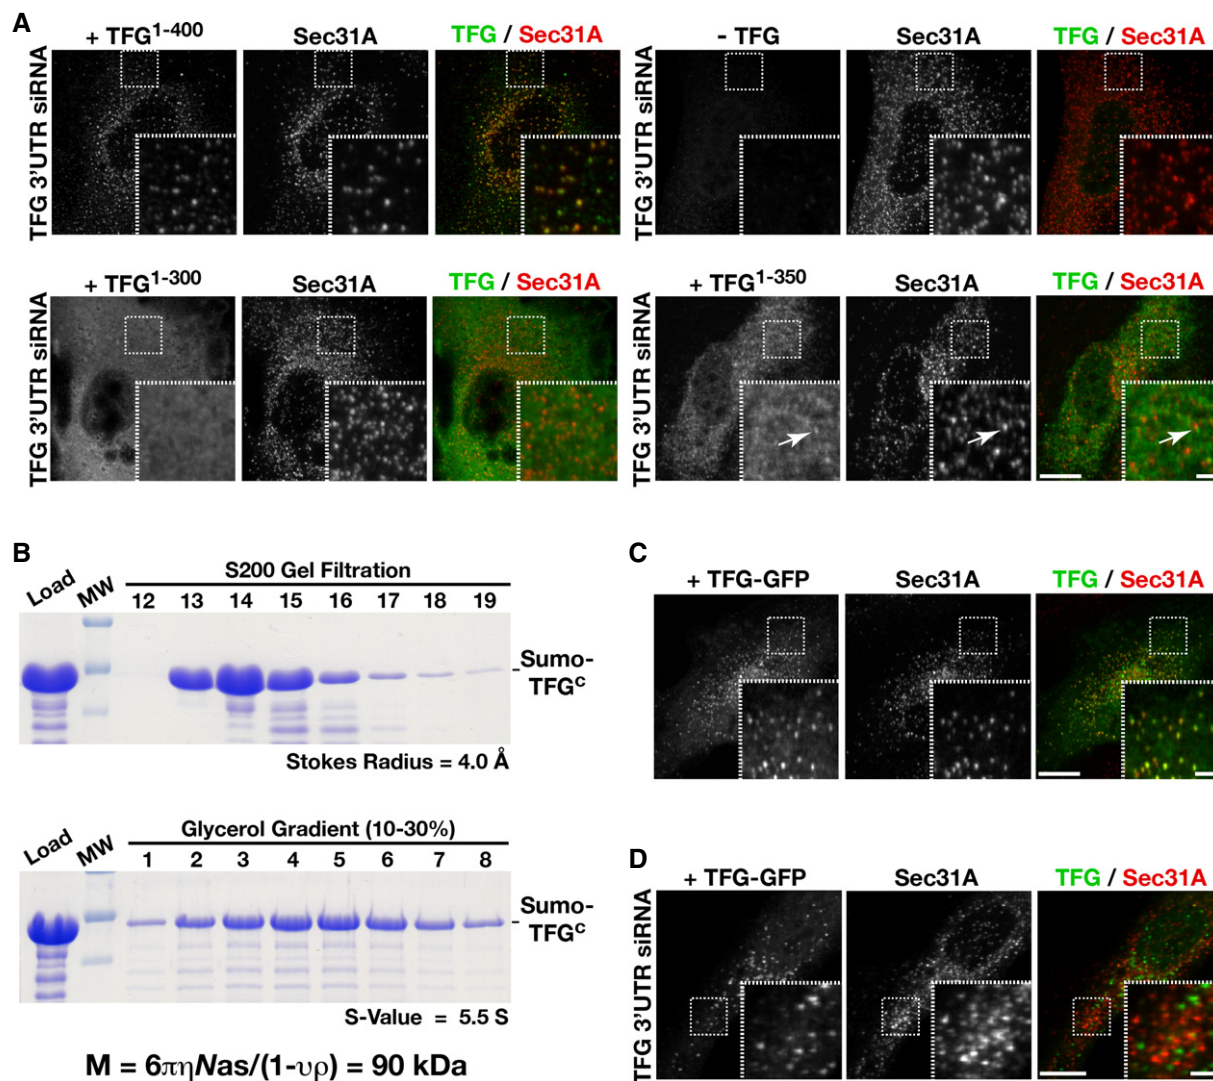 A
+ TFG1-400 Sec31A TFG / Sec31A
- TFG Sec31A TFG / Sec31A
TFG 3'UTR siRNA
TFG 3'UTR siRNA
+ TFG1-300 Sec31A TFG / Sec31A
+ TFG1-350 Sec31A TFG / Sec31A
TFG 3'UTR siRNA
TFG 3'UTR siRNA
B
S200 Gel Filtration
Load MW 12 13 14 15 16 17 18 19
Sumo-
TFGC
Stokes Radius = 4.0 Å
Glycerol Gradient (10-30%)
Load MW 1 2 3 4 5 6 7 8
Sumo-
TFGC
S-Value = 5.5 S
M = 6πηNas/(1-υρ) = 90 kDa
C
+ TFG-GFP Sec31A TFG / Sec31A
D
+ TFG-GFP Sec31A TFG / Sec31A
TFG 3'UTR siRNA